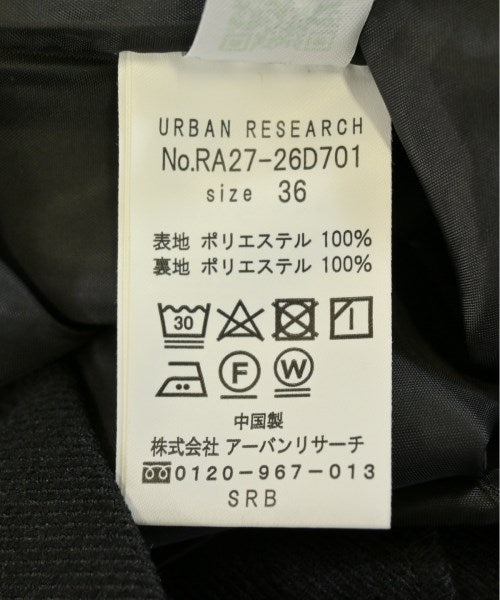 URBAN RESEARCH
No.RA27-26D701
size 36
表地 ポリエステル 100%
裏地 ポリエステル 100%
30
F W
中国製
株式会社 アーバンリサーチ
0120-967-013
SRB